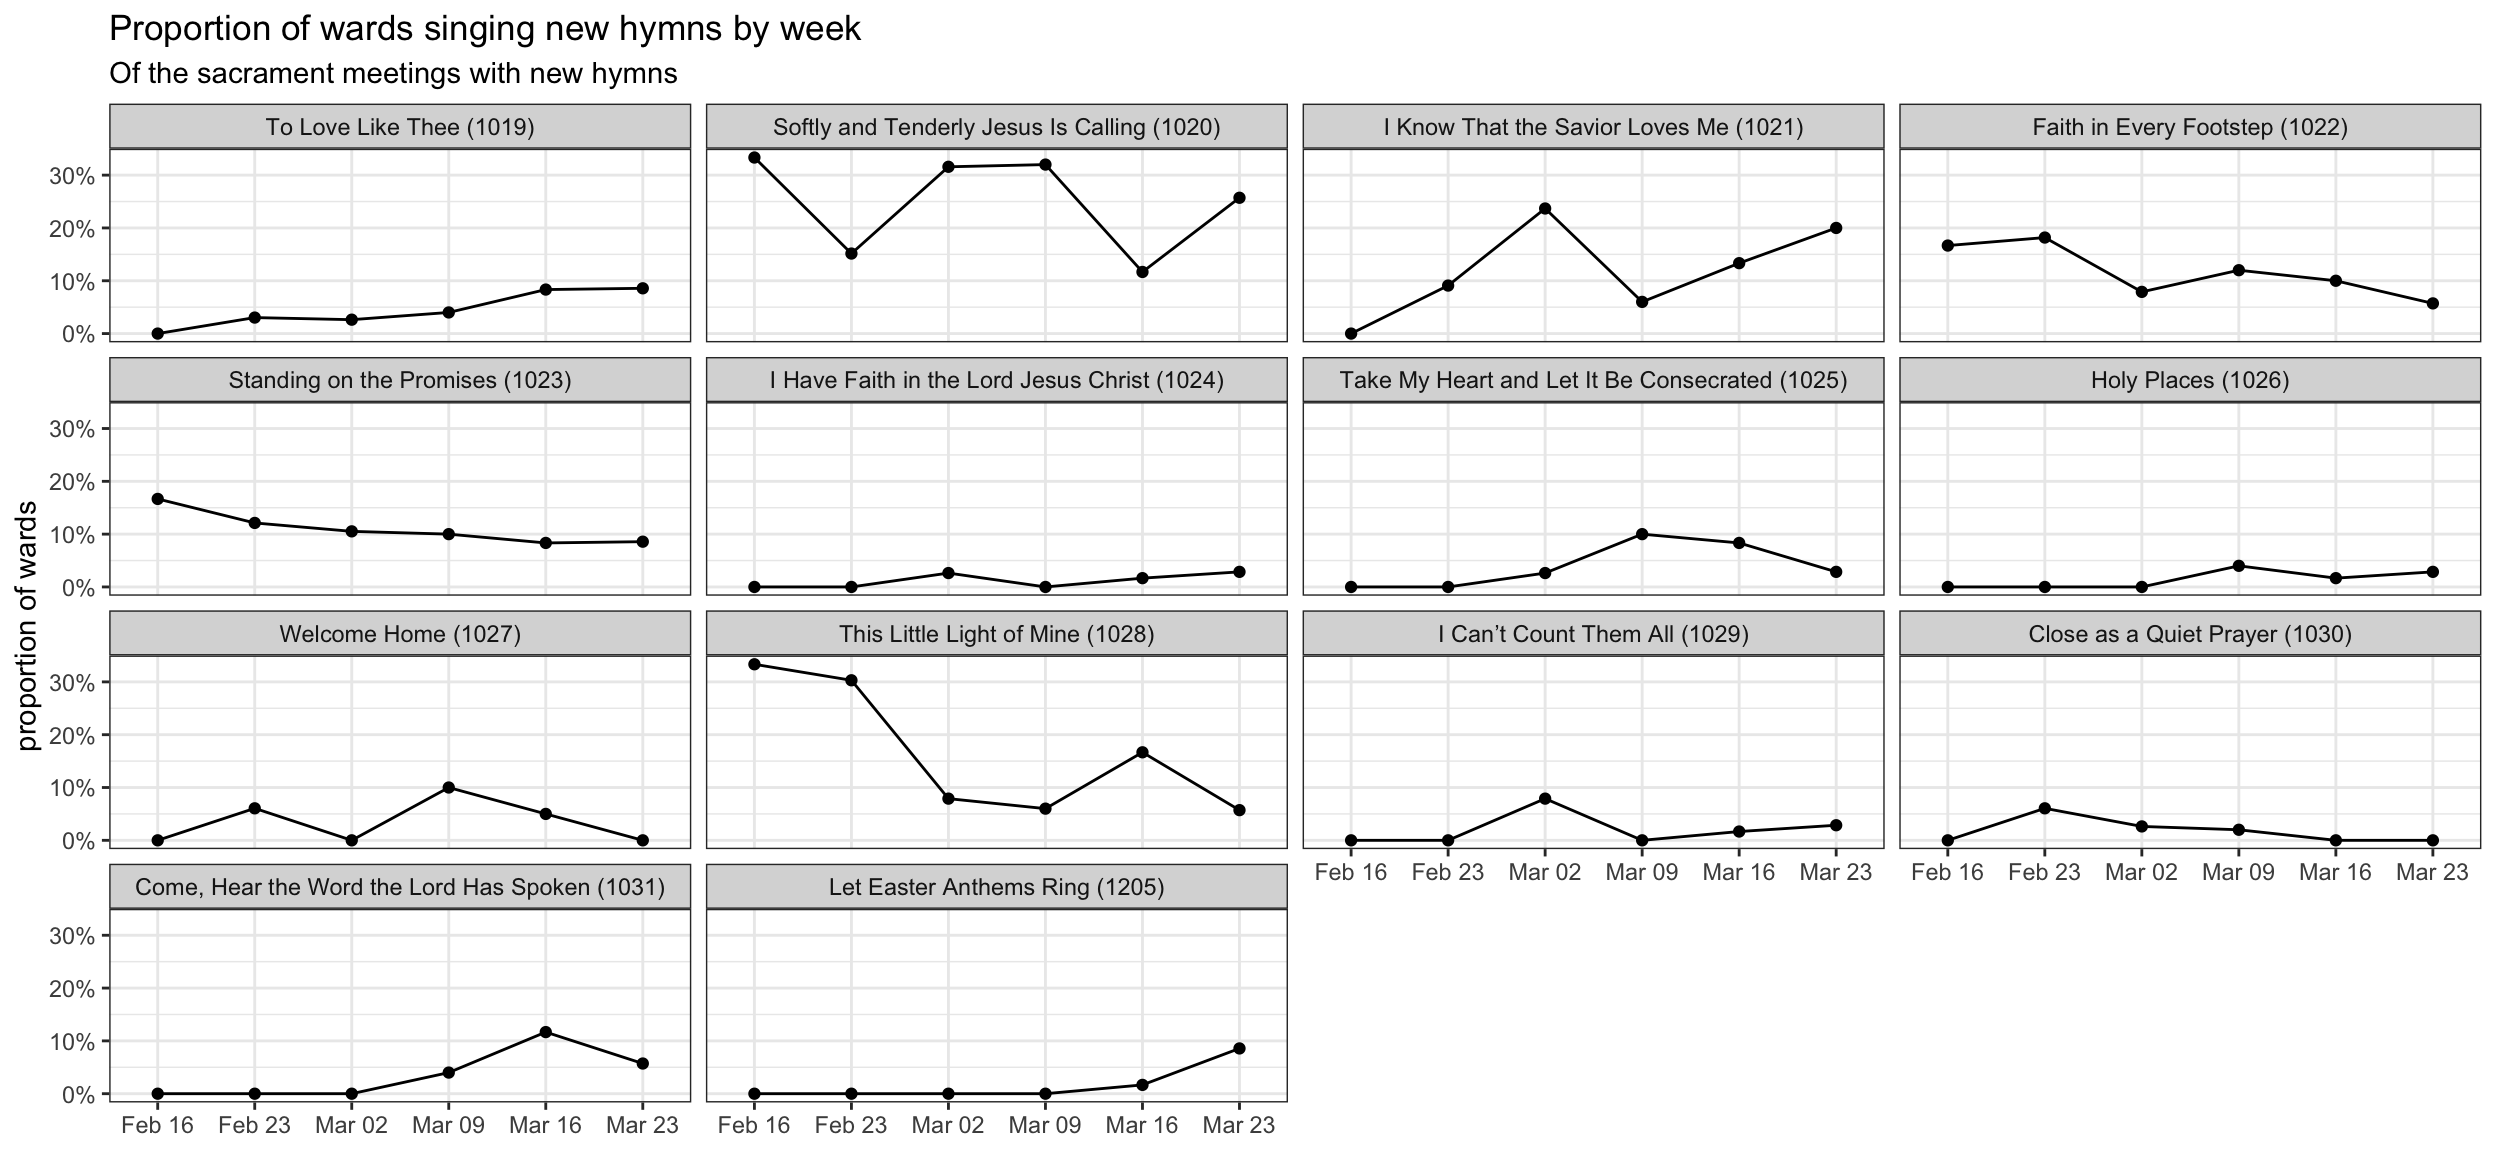 Proportion of wards singing new hymns by week
Of the sacrament meetings with new hymns
To Love Like Thee (1019)
Softly and Tenderly Jesus Is Calling (1020)
I Know That the Savior Loves Me (1021)
Faith in Every Footstep (1022)
30%
20%
10%
0%
Standing on the Promises (1023)
I Have Faith in the Lord Jesus Christ (1024)
Take My Heart and Let It Be Consecrated (1025)
Holy Places (1026)
30%
20%
10%
0%
proportion of wards
Welcome Home (1027)
This Little Light of Mine (1028)
I Can’t Count Them All (1029)
Close as a Quiet Prayer (1030)
30%
20%
10%
0%
Feb 16 Feb 23 Mar 02 Mar 09 Mar 16 Mar 23
Feb 16 Feb 23 Mar 02 Mar 09 Mar 16 Mar 23
Come, Hear the Word the Lord Has Spoken (1031)
Let Easter Anthems Ring (1205)
30%
20%
10%
0%
Feb 16 Feb 23 Mar 02 Mar 09 Mar 16 Mar 23
Feb 16 Feb 23 Mar 02 Mar 09 Mar 16 Mar 23